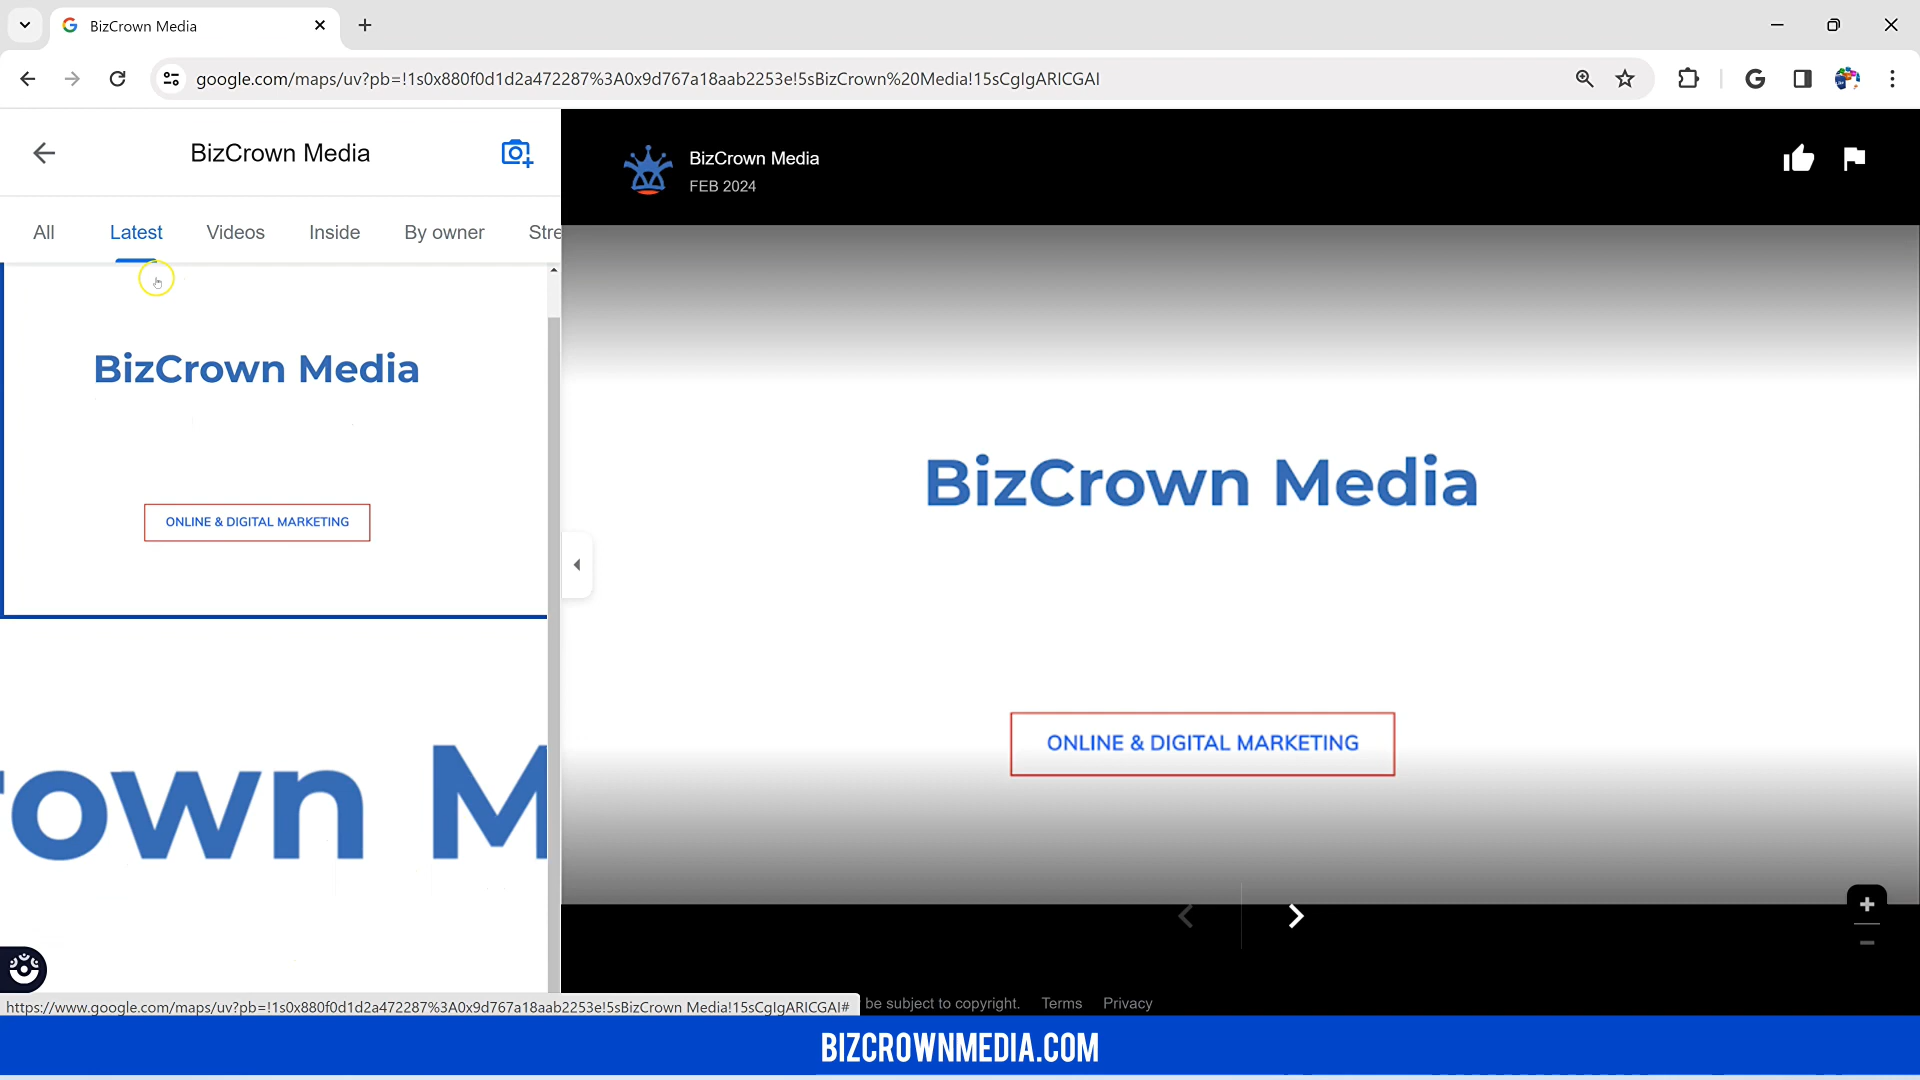 BizCrown Media
google.com/maps/uv?pb=!1s0x880f0d1d2a472287%3A0x9d767a18aab2253e!5sBizCrown%20Media!15sCgIgARICGAI
BizCrown Media
All Latest Videos Inside By owner Stre
BizCrown Media
ONLINE & DIGITAL MARKETING
rown M
BizCrown Media
FEB 2024
BizCrown Media
ONLINE & DIGITAL MARKETING
https://www.google.com/maps/uv?pb=!1s0x880f0d1d2a472287%3A0x9d767a18aab2253e!5sBizCrown Media!15sCgIgARICGAI#
be subject to copyright. Terms Privacy
BIZCROWNMEDIA.COM